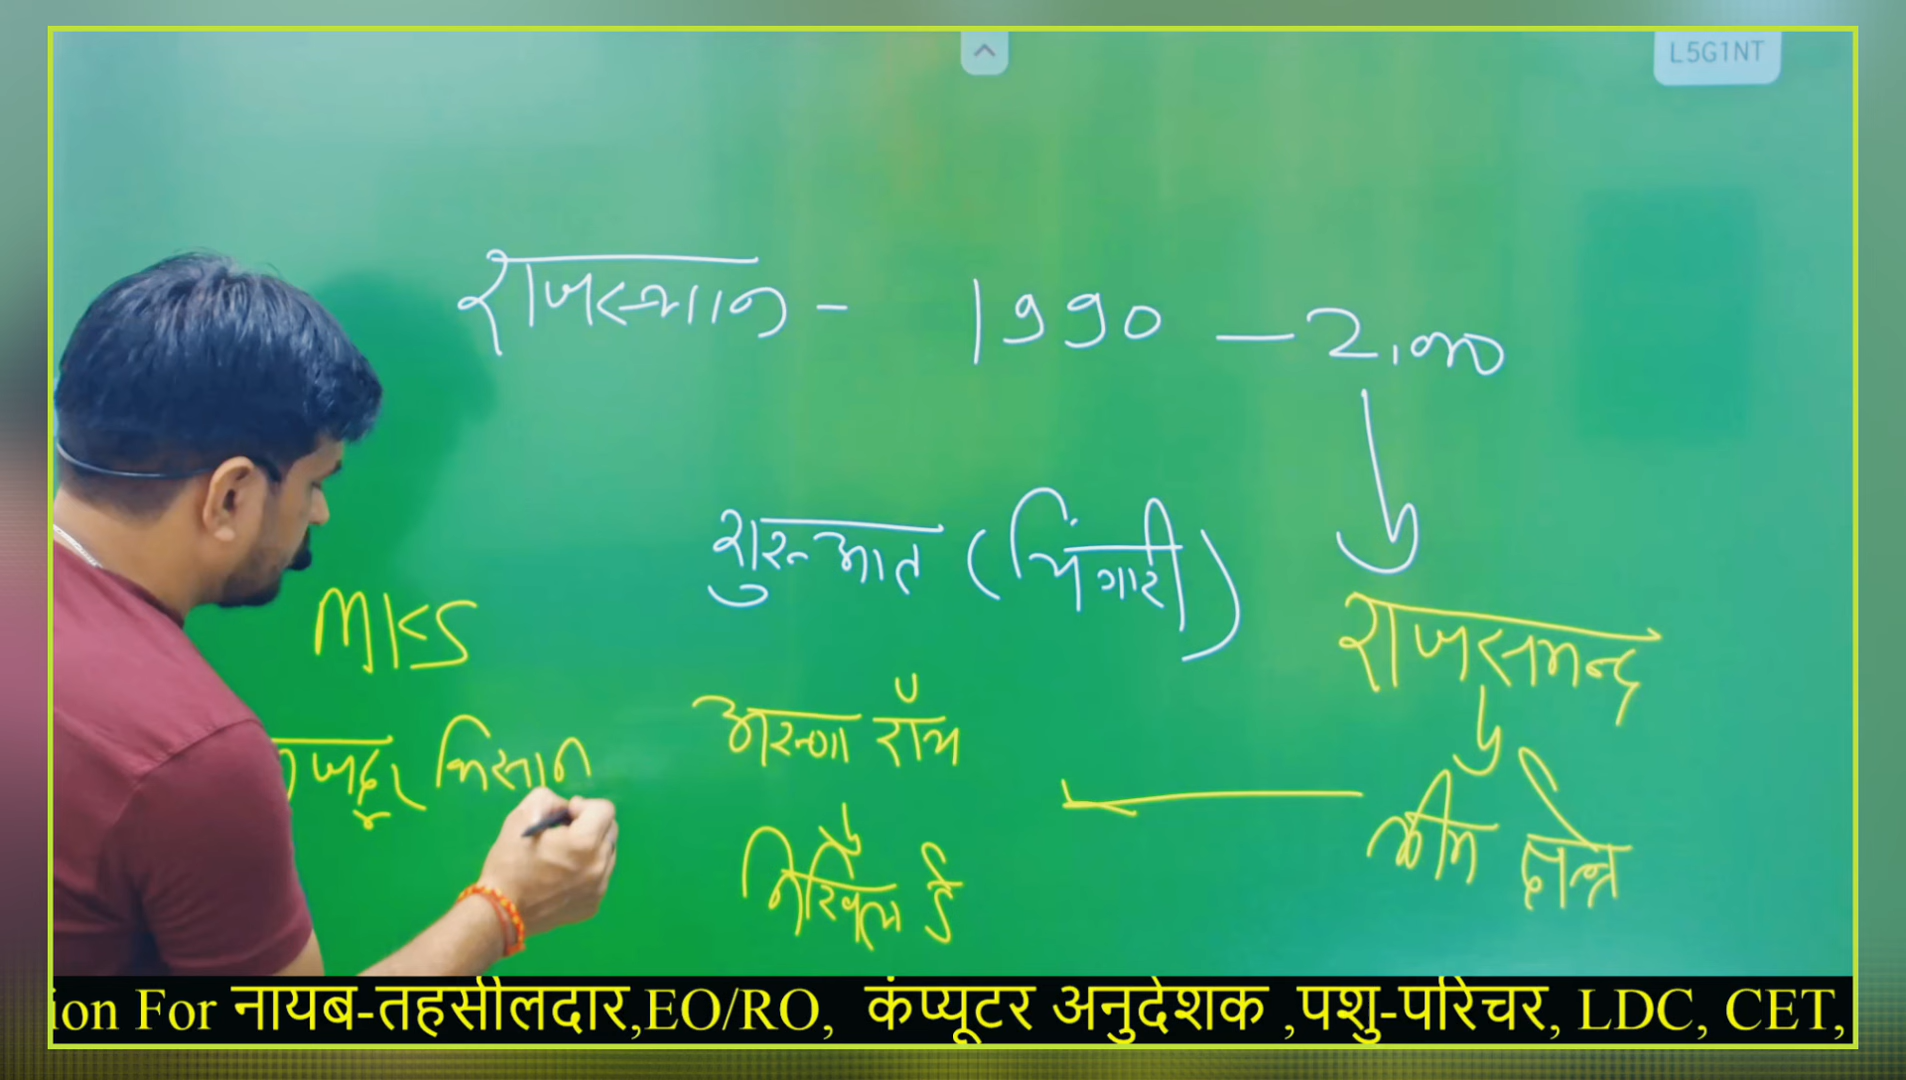 L5G1NT
राजस्थान - 1990 - 2,000
शुरूआत (चिंगारी)
MKS
राजसमन्द
अरूणा रॉय
मजदूर किसान
भीम क्षेत्र
निखिल डे
ion For नायब-तहसीलदार,EO/RO, कंप्यूटर अनुदेशक ,पशु-परिचर, LDC, CET,